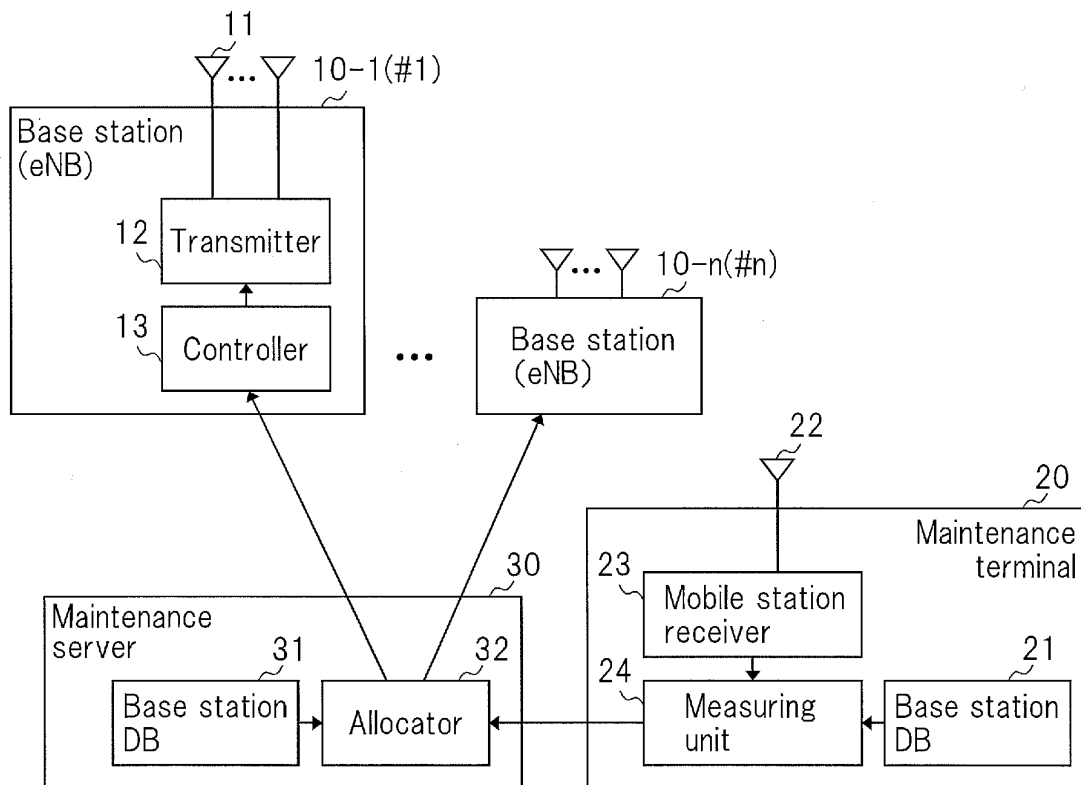 11
10-1(#1)
Base station
(eNB)
12
Transmitter
13
Controller
10-n(#n)
Base station
(eNB)
22
20
Maintenance
terminal
23
Mobile station
receiver
30
Maintenance
server
31
Base station
DB
32
Allocator
24
Measuring
unit
21
Base station
DB